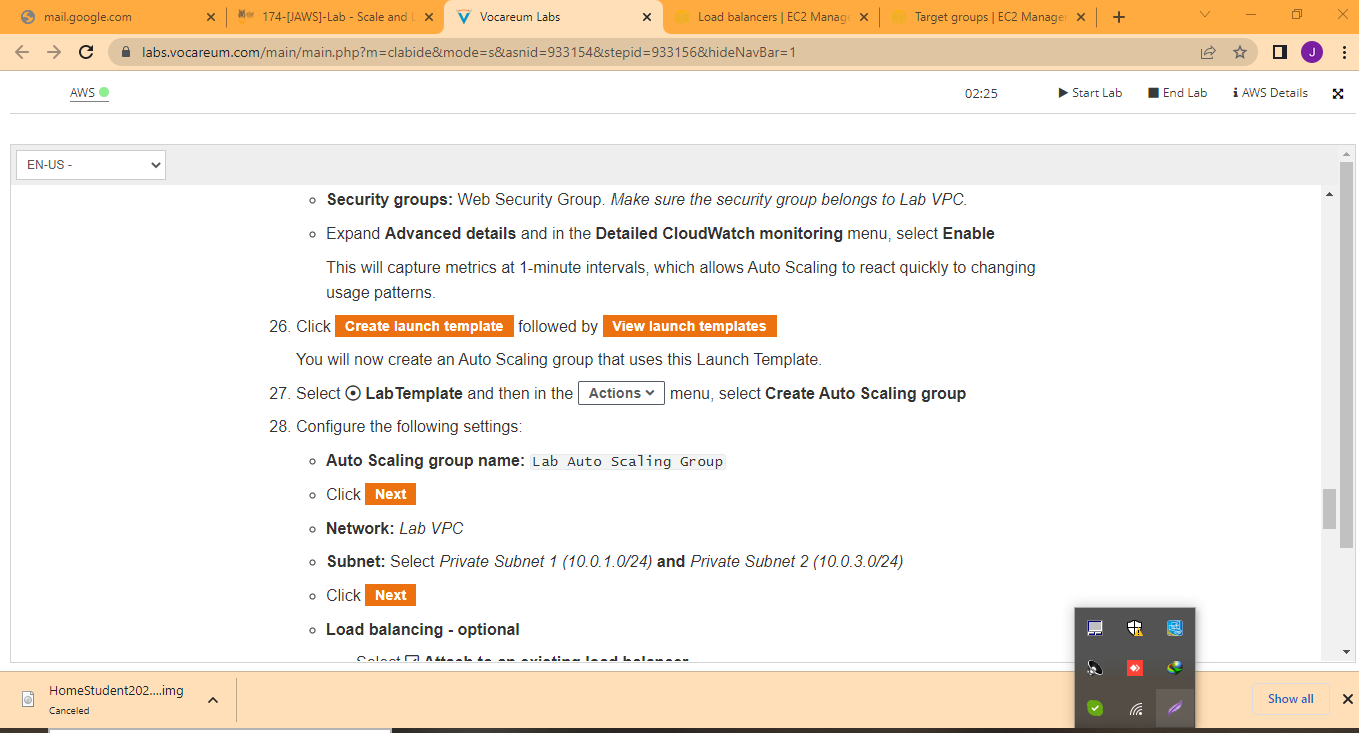 mail.google.com
174-[JAWS]-Lab - Scale and L
Vocareum Labs
Load balancers | EC2 Manage
Target groups | EC2 Manager
labs.vocareum.com/main/main.php?m=clabide&mode=s&asnid=933154&stepid=933156&hideNavBar=1
J
AWS
02:25
Start Lab
End Lab
AWS Details
EN-US -
Security groups: Web Security Group. Make sure the security group belongs to Lab VPC.
Expand Advanced details and in the Detailed CloudWatch monitoring menu, select Enable
This will capture metrics at 1-minute intervals, which allows Auto Scaling to react quickly to changing
usage patterns.
26. Click Create launch template followed by View launch templates
You will now create an Auto Scaling group that uses this Launch Template.
27. Select LabTemplate and then in the Actions menu, select Create Auto Scaling group
28. Configure the following settings:
Auto Scaling group name: Lab Auto Scaling Group
Click Next
Network: Lab VPC
Subnet: Select Private Subnet 1 (10.0.1.0/24) and Private Subnet 2 (10.0.3.0/24)
Click Next
Load balancing - optional
Select Attach to an existing load balancer
HomeStudent202....img
Canceled
Show all